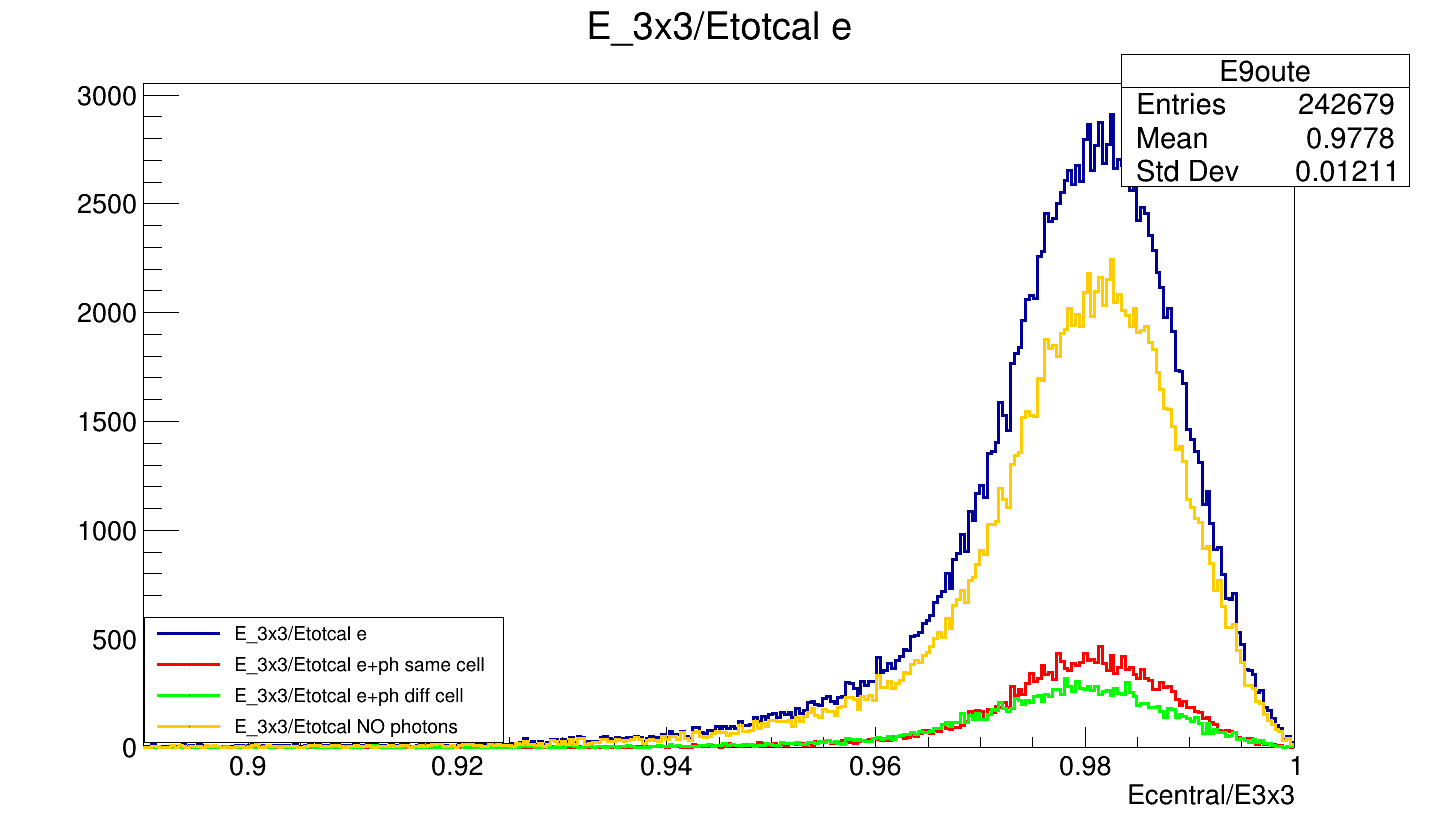 E_3x3/Etotcal e
E9oute
Entries 242679
Mean 0.9778
Std Dev 0.01211
3000
2500
2000
1500
1000
500
0
E_3x3/Etotcal e
E_3x3/Etotcal e+ph same cell
E_3x3/Etotcal e+ph diff cell
E_3x3/Etotcal NO photons
0.9 0.92 0.94 0.96 0.98 1
Ecentral/E3x3